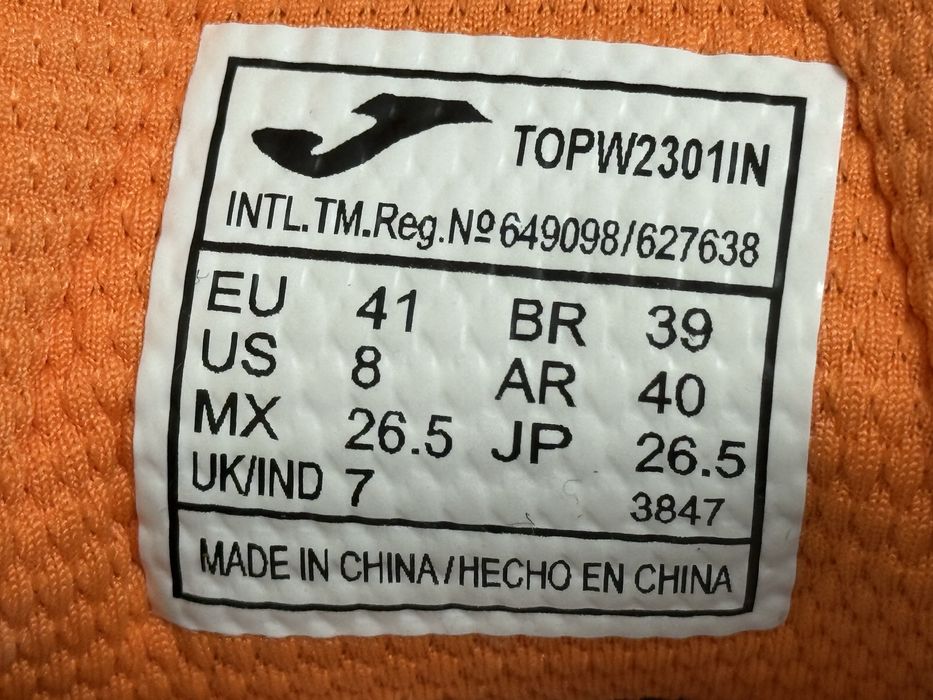 TOPW2301IN
INTL.TM.Reg.Nº649098/627638
EU 41 BR 39
US 8 AR 40
MX 26.5 JP 26.5
UK/IND 7 3847
MADE IN CHINA/HECHO EN CHINA